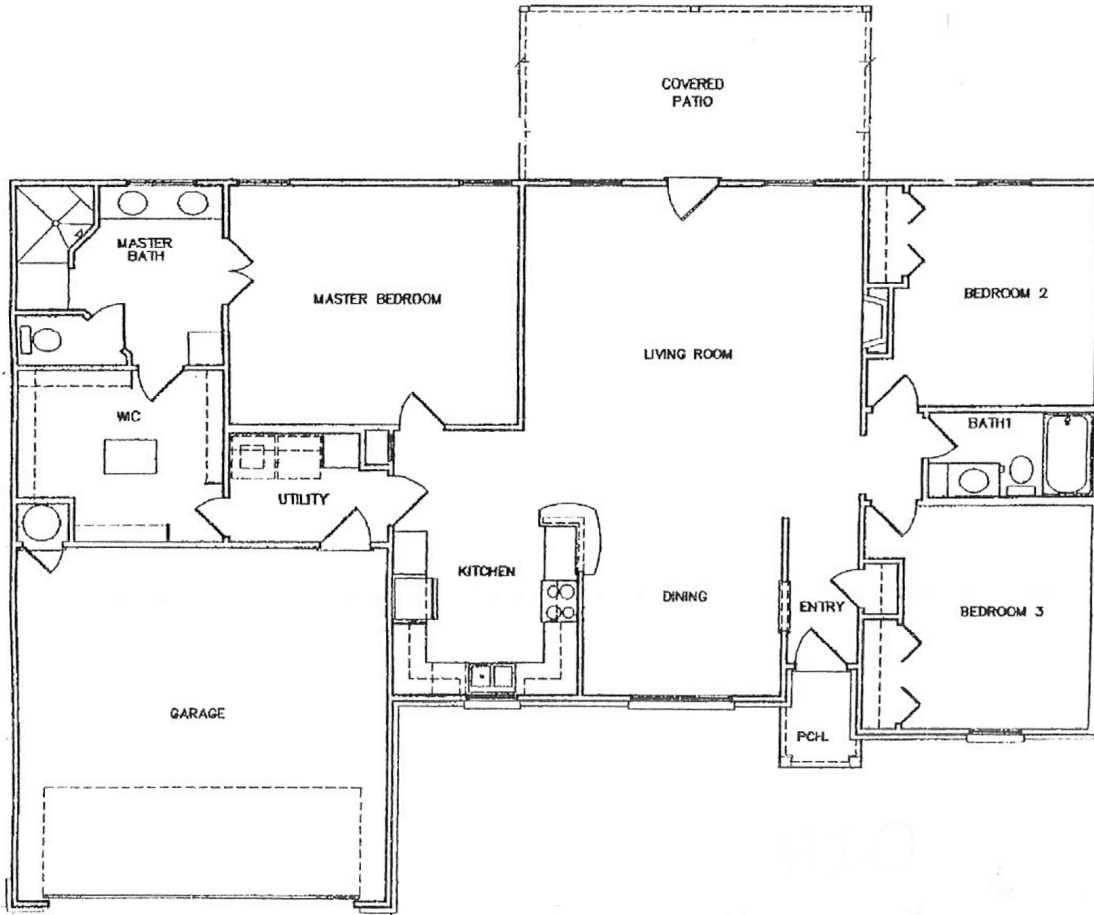 COVERED
PATIO
MASTER
BATH
MASTER BEDROOM
BEDROOM 2
LIVING ROOM
WIC
BATH1
UTILITY
KITCHEN
DINING
ENTRY
BEDROOM 3
GARAGE
PCH.